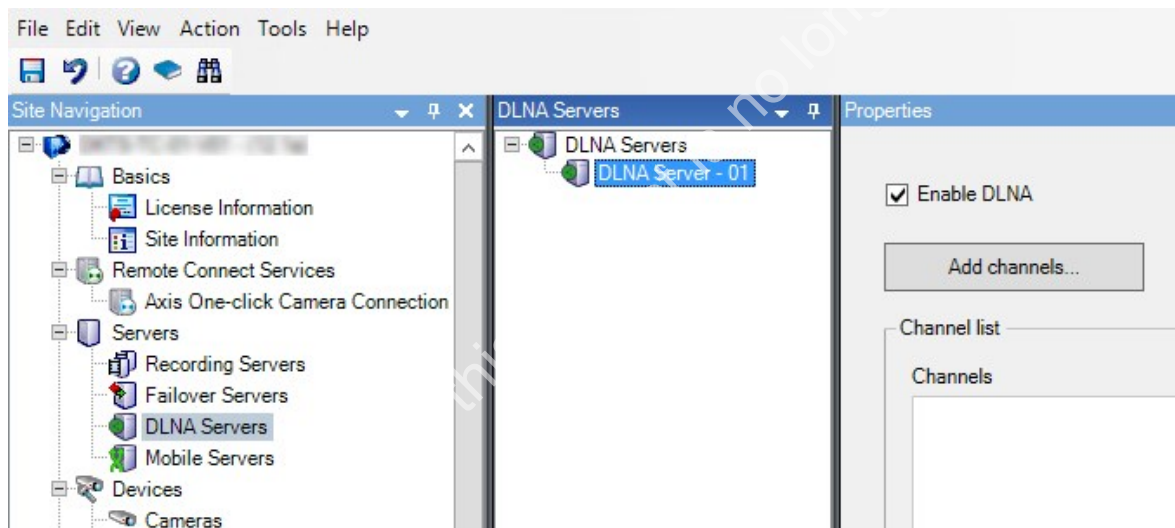 File Edit View Action Tools Help
Site Navigation
Basics
License Information
Site Information
Remote Connect Services
Axis One-click Camera Connection
Servers
Recording Servers
Failover Servers
DLNA Servers
Mobile Servers
Devices
Cameras
DLNA Servers
DLNA Servers
DLNA Server - 01
Properties
Enable DLNA
Add channels...
Channel list
Channels
no long